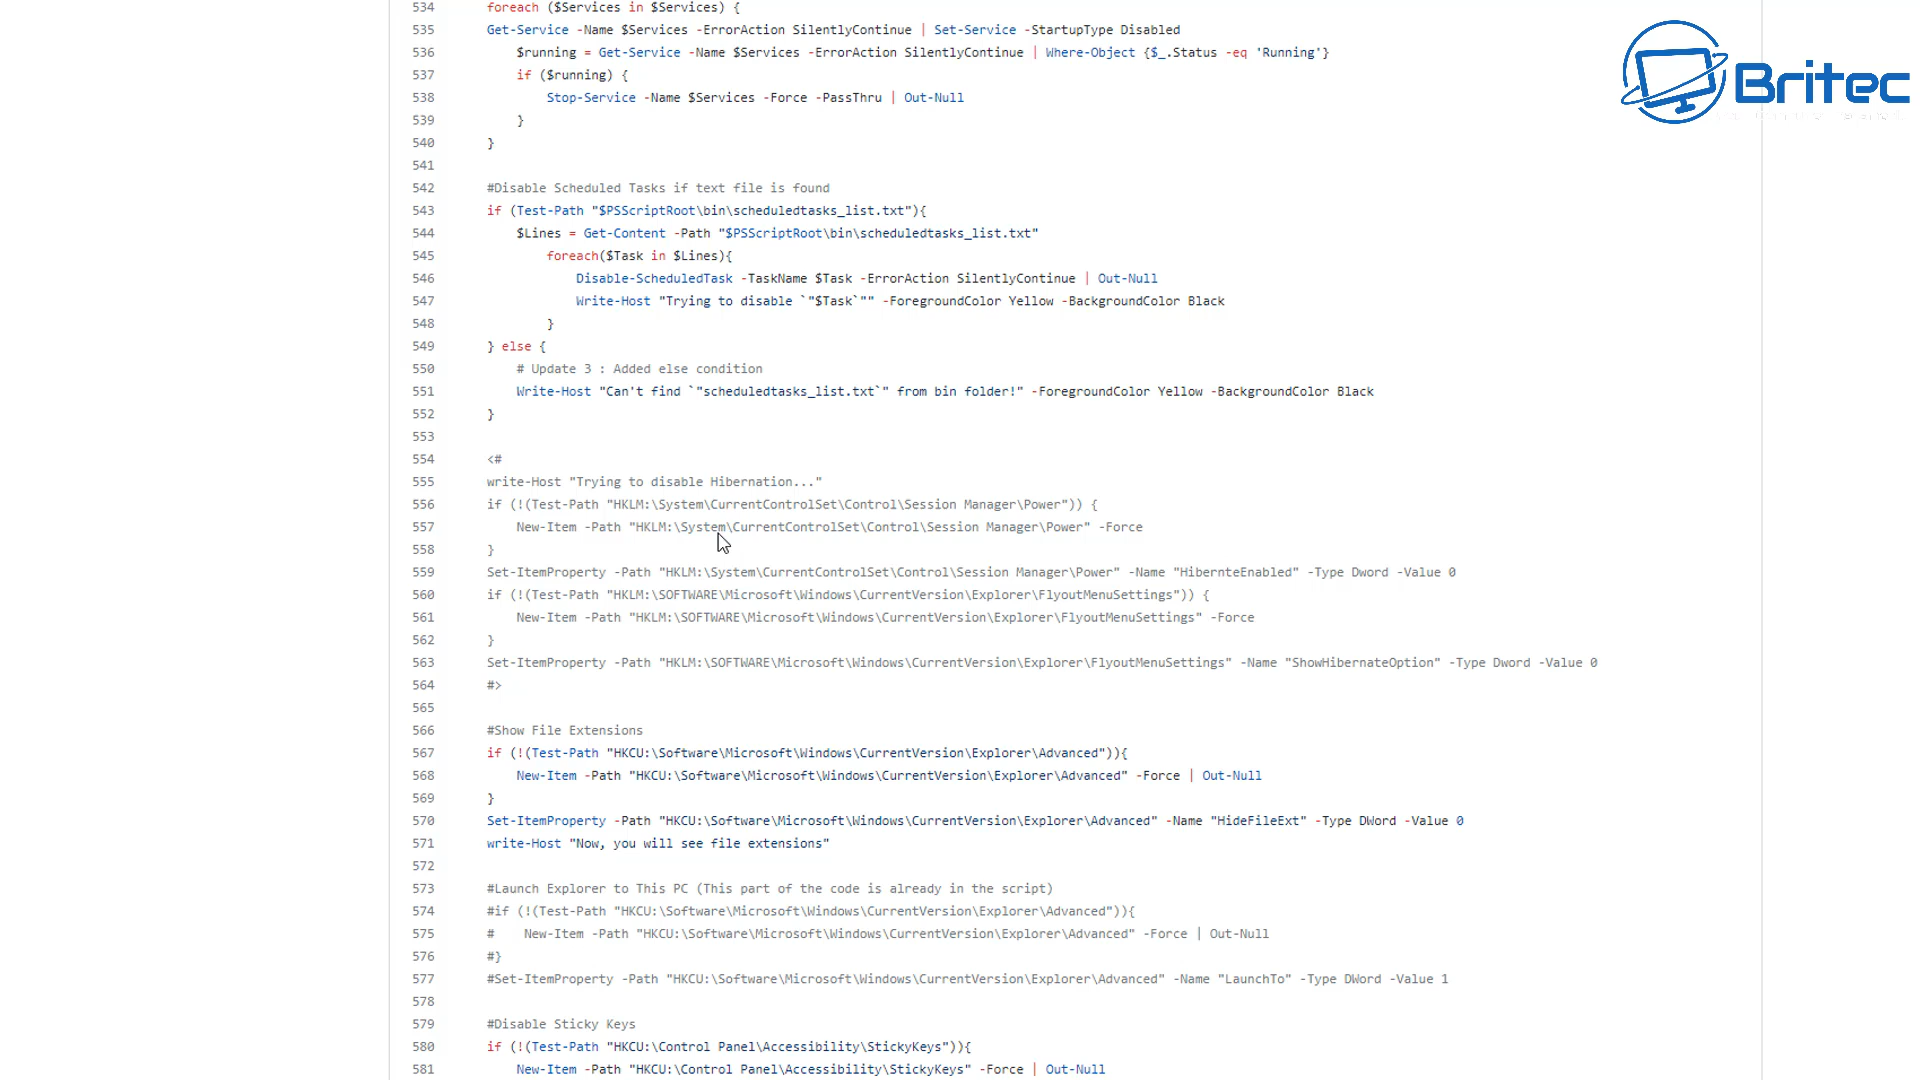 534 foreach ($Services in $Services) {
535 Get-Service -Name $Services -ErrorAction SilentlyContinue | Set-Service -StartupType Disabled
536 $running = Get-Service -Name $Services -ErrorAction SilentlyContinue | Where-Object {$_.Status -eq 'Running'}
537 if ($running) {
538 Stop-Service -Name $Services -Force -PassThru | Out-Null
539 }
540 }
541
542 #Disable Scheduled Tasks if text file is found
543 if (Test-Path "$PSScriptRoot\bin\scheduledtasks_list.txt"){
544 $Lines = Get-Content -Path "$PSScriptRoot\bin\scheduledtasks_list.txt"
545 foreach($Task in $Lines){
546 Disable-ScheduledTask -TaskName $Task -ErrorAction SilentlyContinue | Out-Null
547 Write-Host "Trying to disable `"$Task`"" -ForegroundColor Yellow -BackgroundColor Black
548 }
549 } else {
550 # Update 3 : Added else condition
551 Write-Host "Can't find `"scheduledtasks_list.txt`" from bin folder!" -ForegroundColor Yellow -BackgroundColor Black
552 }
553
554 <#
555 write-Host "Trying to disable Hibernation..."
556 if (!(Test-Path "HKLM:\System\CurrentControlSet\Control\Session Manager\Power")) {
557 New-Item -Path "HKLM:\System\CurrentControlSet\Control\Session Manager\Power" -Force
558 }
559 Set-ItemProperty -Path "HKLM:\System\CurrentControlSet\Control\Session Manager\Power" -Name "HibernteEnabled" -Type Dword -Value 0
560 if (!(Test-Path "HKLM:\SOFTWARE\Microsoft\Windows\CurrentVersion\Explorer\FlyoutMenuSettings")) {
561 New-Item -Path "HKLM:\SOFTWARE\Microsoft\Windows\CurrentVersion\Explorer\FlyoutMenuSettings" -Force
562 }
563 Set-ItemProperty -Path "HKLM:\SOFTWARE\Microsoft\Windows\CurrentVersion\Explorer\FlyoutMenuSettings" -Name "ShowHibernateOption" -Type Dword -Value 0
564 #>
565
566 #Show File Extensions
567 if (!(Test-Path "HKCU:\Software\Microsoft\Windows\CurrentVersion\Explorer\Advanced")){
568 New-Item -Path "HKCU:\Software\Microsoft\Windows\CurrentVersion\Explorer\Advanced" -Force | Out-Null
569 }
570 Set-ItemProperty -Path "HKCU:\Software\Microsoft\Windows\CurrentVersion\Explorer\Advanced" -Name "HideFileExt" -Type DWord -Value 0
571 write-Host "Now, you will see file extensions"
572
573 #Launch Explorer to This PC (This part of the code is already in the script)
574 #if (!(Test-Path "HKCU:\Software\Microsoft\Windows\CurrentVersion\Explorer\Advanced")){
575 # New-Item -Path "HKCU:\Software\Microsoft\Windows\CurrentVersion\Explorer\Advanced" -Force | Out-Null
576 #}
577 #Set-ItemProperty -Path "HKCU:\Software\Microsoft\Windows\CurrentVersion\Explorer\Advanced" -Name "LaunchTo" -Type DWord -Value 1
578
579 #Disable Sticky Keys
580 if (!(Test-Path "HKCU:\Control Panel\Accessibility\StickyKeys")){
581 New-Item -Path "HKCU:\Control Panel\Accessibility\StickyKeys" -Force | Out-Null
Britec